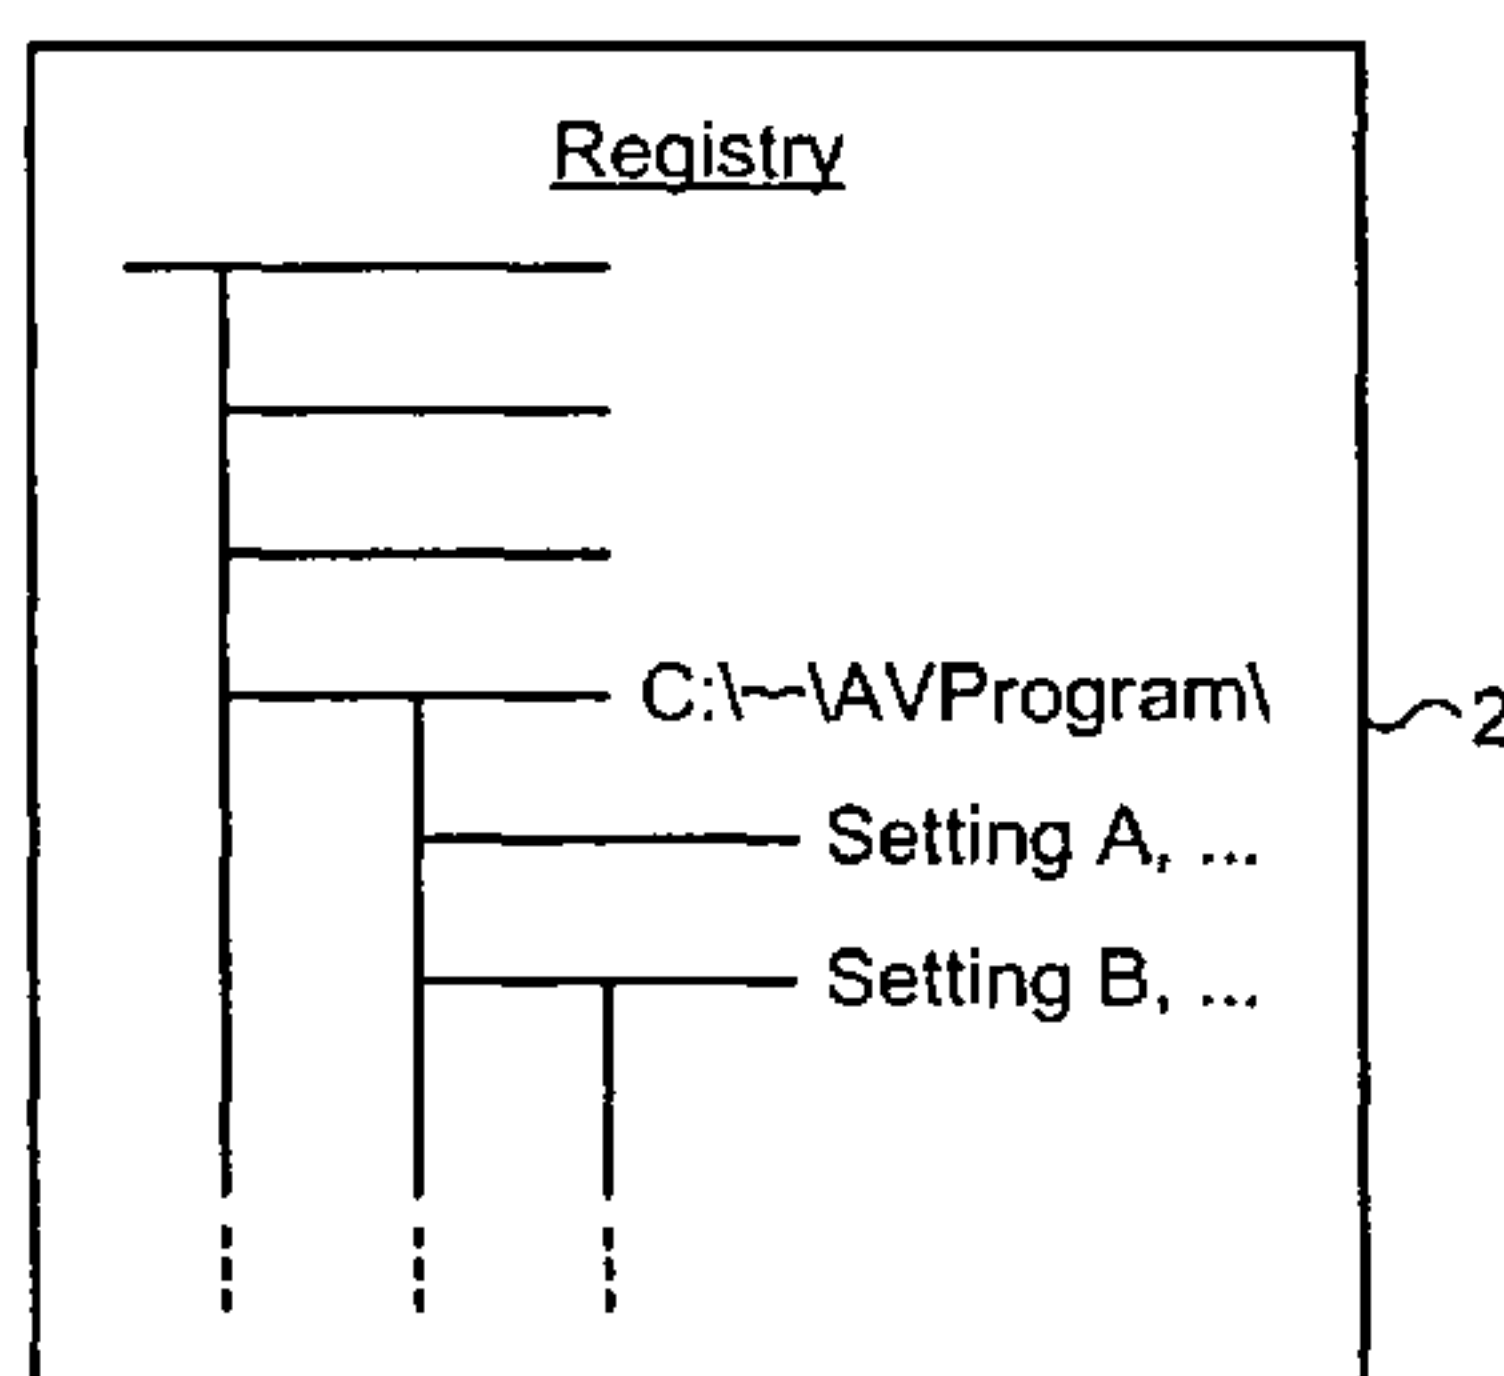 Registry
C:\~\AVProgram\
Setting A, ...
Setting B, ...